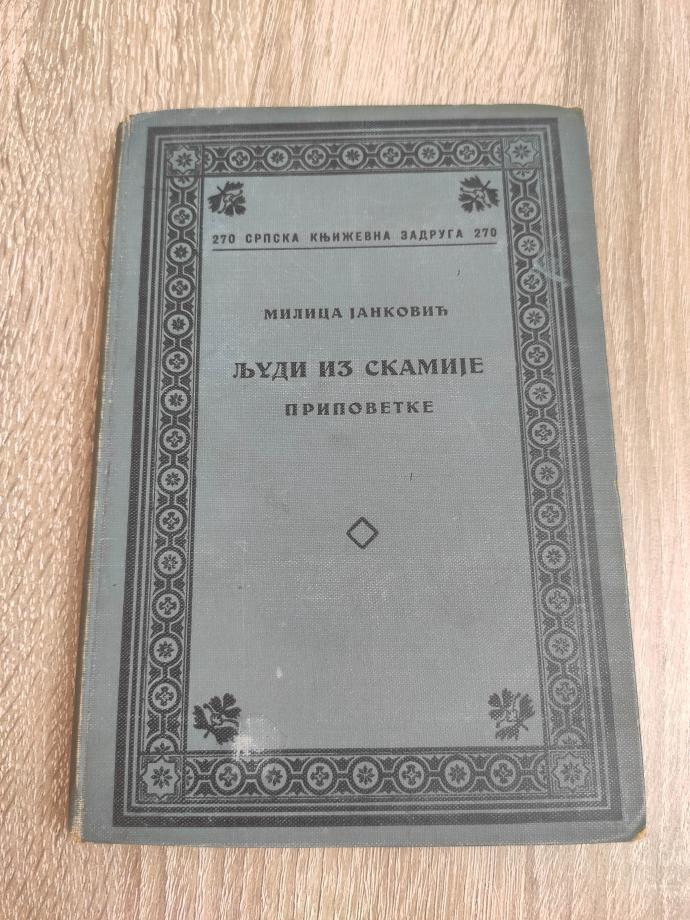 270 СРПСКА КЊИЖЕВНА ЗАДРУГА 270
МИЛИЦА ЈАНКОВИЋ
ЉУДИ ИЗ СКАМИЈЕ
ПРИПОВЕТКЕ